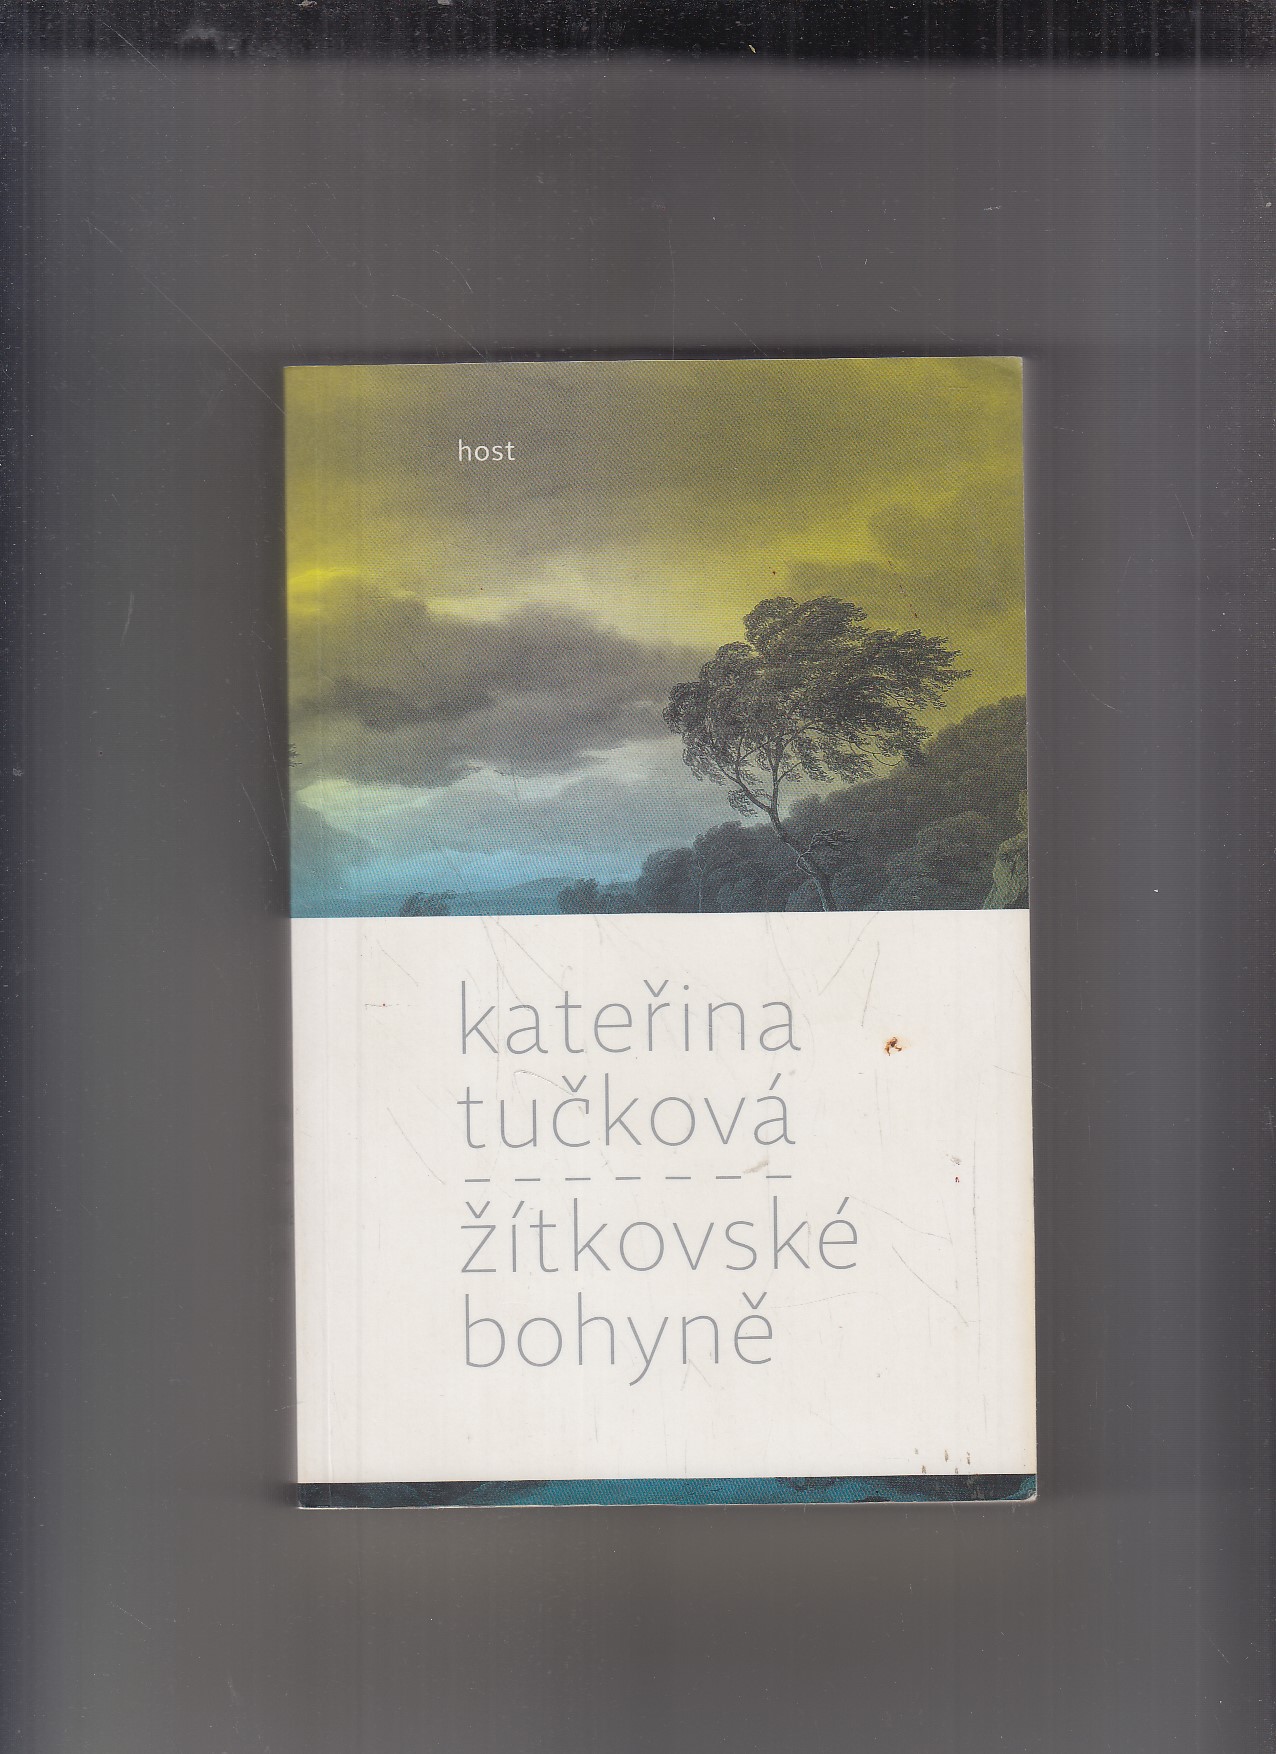 host
kateřina
tučková
žítkovské
bohyně